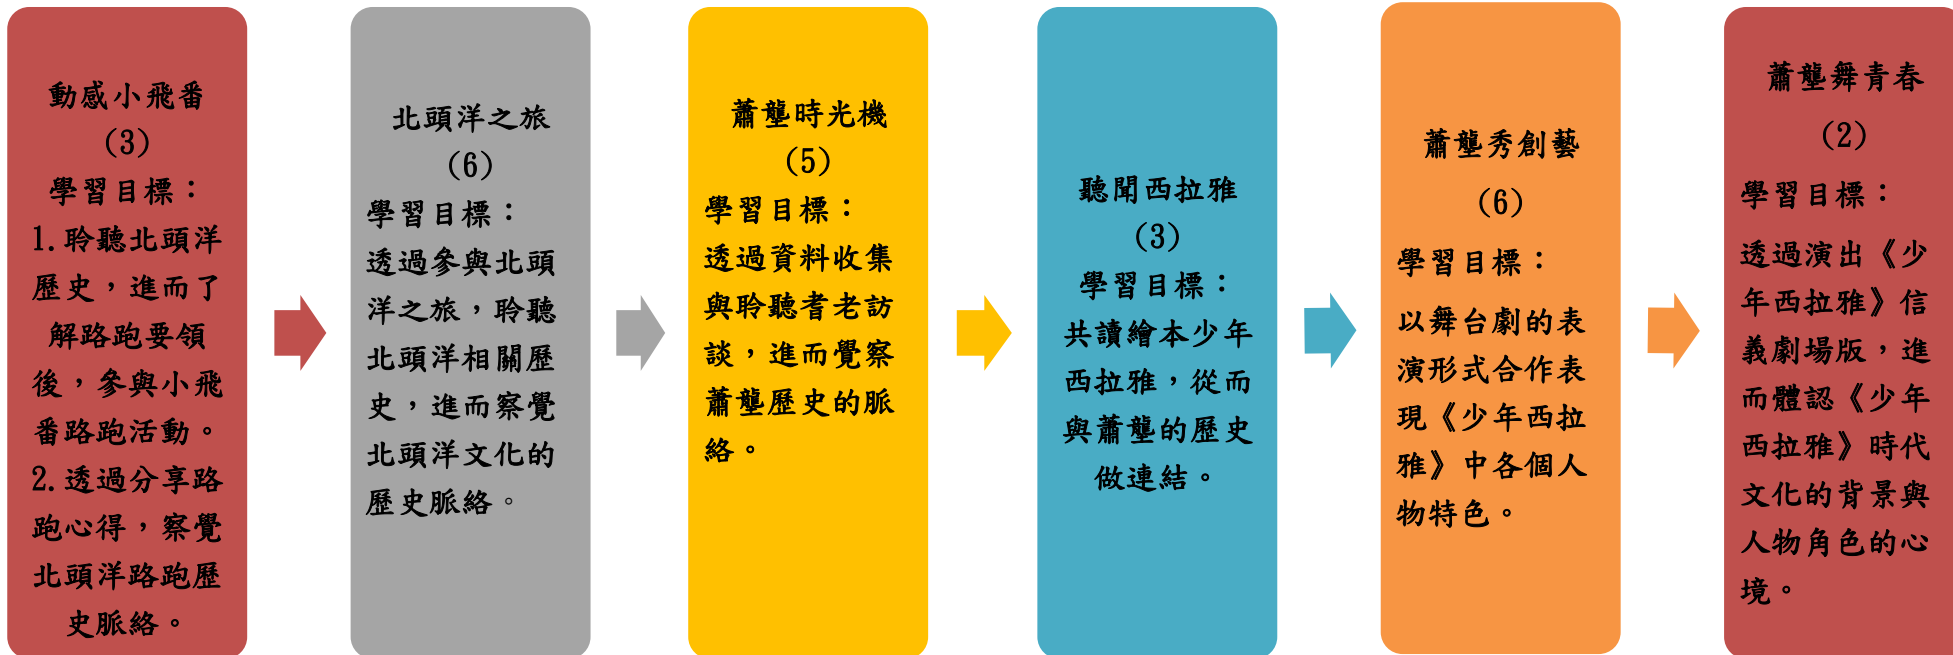 動感小飛番
(3)
學習目標：
1.聆聽北頭洋
歷史，進而了
解路跑要領
後，參與小飛
番路跑活動。
2.透過分享路
跑心得，察覺
北頭洋路跑歷
史脈絡。
北頭洋之旅
(6)
學習目標：
透過參與北頭
洋之旅，聆聽
北頭洋相關歷
史，進而察覺
北頭洋文化的
歷史脈絡。
蕭壠時光機
(5)
學習目標：
透過資料收集
與聆聽耆老訪
談，進而覺察
蕭壠歷史的脈
絡。
聽聞西拉雅
(3)
學習目標：
共讀繪本少年
西拉雅，從而
與蕭壠的歷史
做連結。
蕭壠秀創藝
(6)
學習目標：
以舞台劇的表
演形式合作表
現《少年西拉
雅》中各個人
物特色。
蕭壠舞青春
(2)
學習目標：
透過演出《少
年西拉雅》信
義劇場版，進
而體認《少年
西拉雅》時代
文化的背景與
人物角色的心
境。